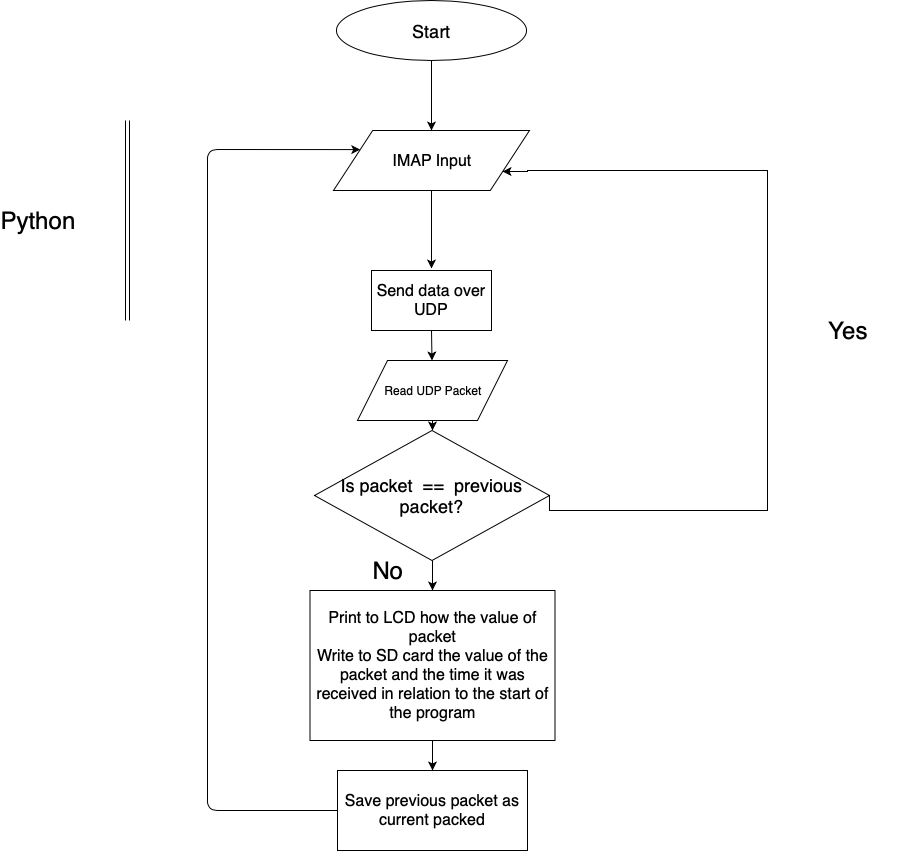 Start
IMAP Input
Python
Send data over
UDP
Yes
Read UDP Packet
Is packet == previous
packet?
No
Print to LCD how the value of
packet
Write to SD card the value of the
packet and the time it was
received in relation to the start of
the program
Save previous packet as
current packed